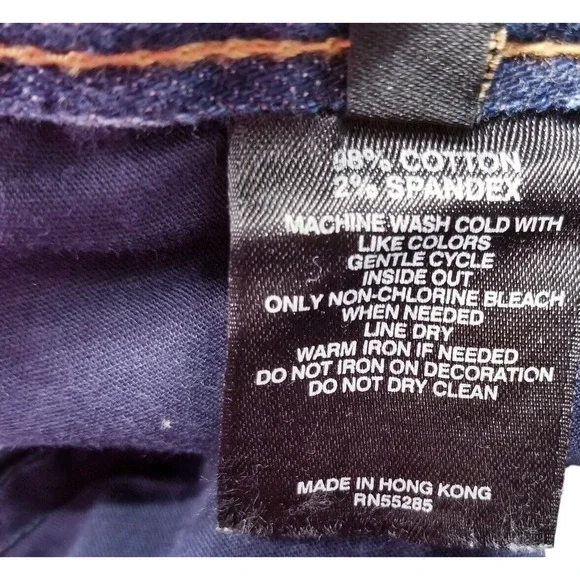 98% COTTON
2% SPANDEX
MACHINE WASH COLD WITH
LIKE COLORS
GENTLE CYCLE
INSIDE OUT
ONLY NON-CHLORINE BLEACH
WHEN NEEDED
LINE DRY
WARM IRON IF NEEDED
DO NOT IRON ON DECORATION
DO NOT DRY CLEAN
MADE IN HONG KONG
RN55285